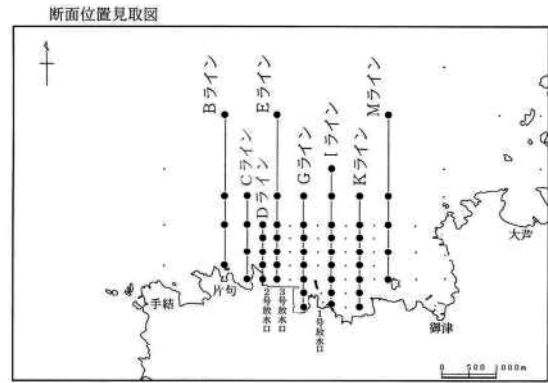 断面位置見取図
Bライン
Cライン
Dライン
Eライン
Gライン
Iライン
Kライン
Mライン
大芦
手結
片句
2号放水口
3号放水口
1号放水口
御津
0 500 1000m